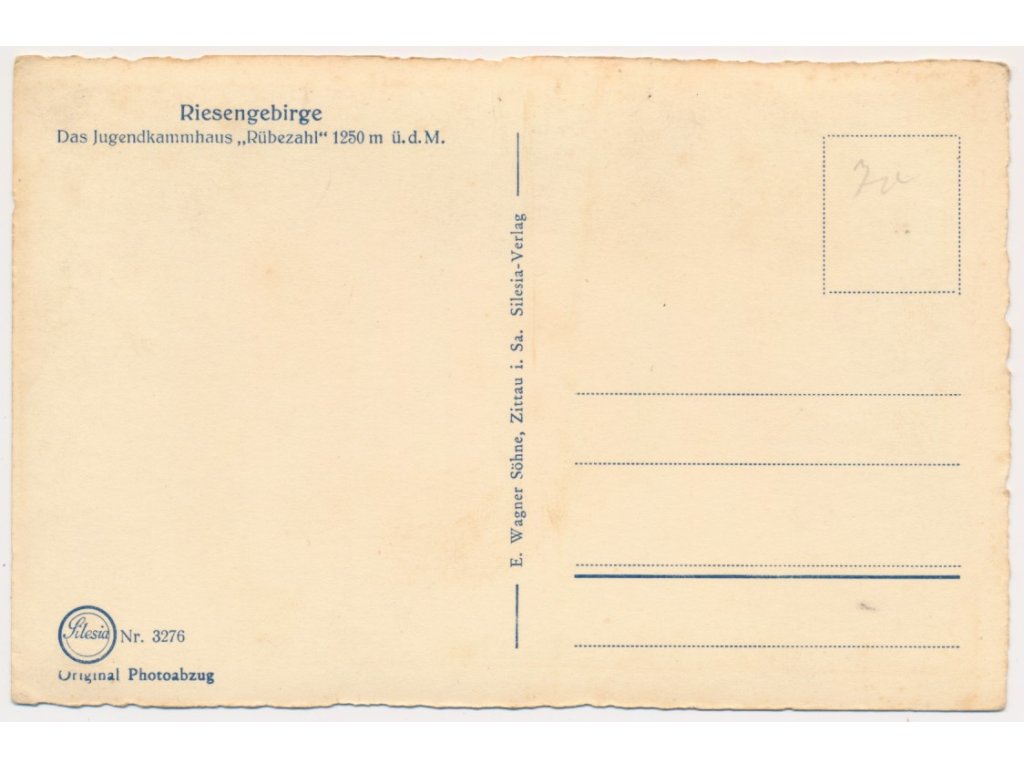 Riesengebirge
Das Jugendkammhaus „Rübezahl“ 1250 m ü.d.M.
E. Wagner Söhne, Zittau i. Sa. Silesia-Verlag
Silesia Nr. 3276
Original Photoabzug